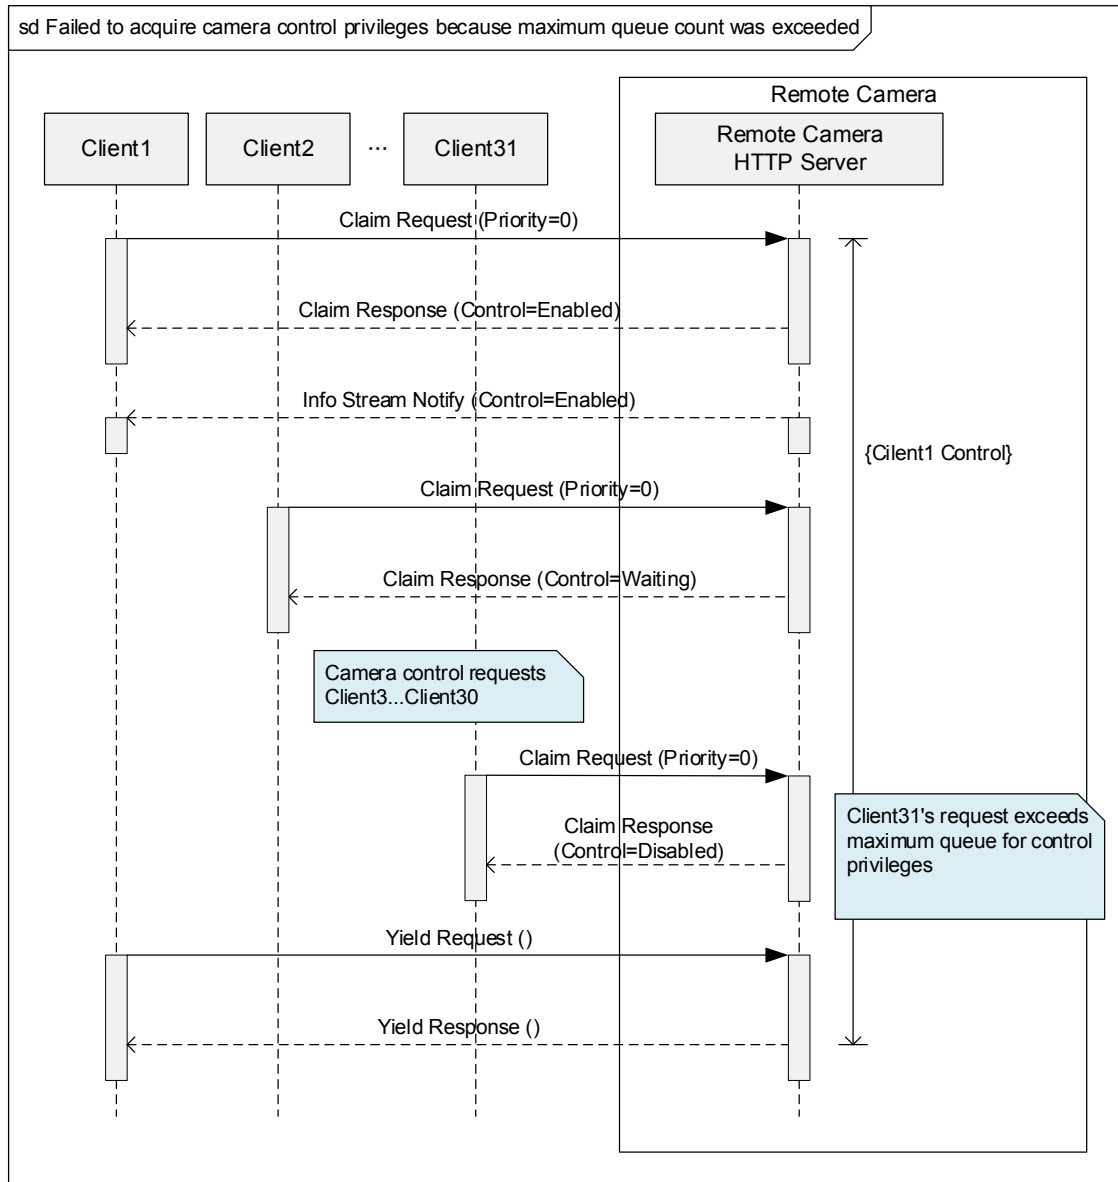 sd Failed to acquire camera control privileges because maximum queue count was exceeded
Remote Camera
Client1
Client2
...
Client31
Remote Camera
HTTP Server
Claim Request (Priority=0)
Claim Response (Control=Enabled)
Info Stream Notify (Control=Enabled)
{Cilent1 Control}
Claim Request (Priority=0)
Claim Response (Control=Waiting)
Camera control requests
Client3...Client30
Claim Request (Priority=0)
Claim Response
(Control=Disabled)
Client31's request exceeds
maximum queue for control
privileges
Yield Request ()
Yield Response ()